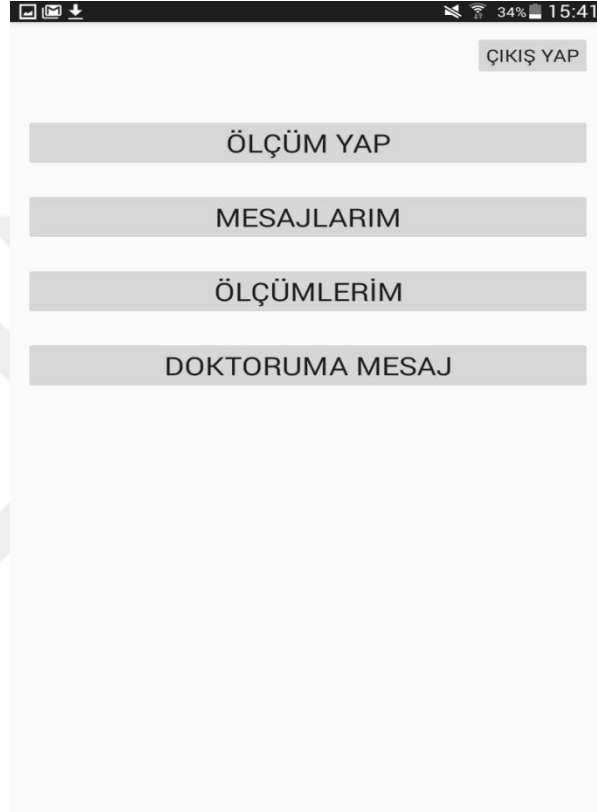 34% 15:41
ÇIKIŞ YAP
ÖLÇÜM YAP
MESAJLARIM
ÖLÇÜMLERİM
DOKTORUMA MESAJ